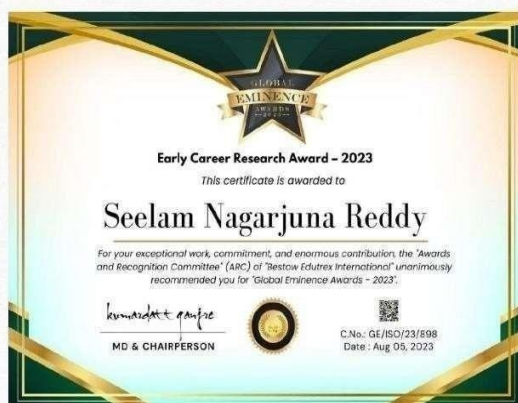 GLOBAL
EMINENCE
AWARDS
Early Career Research Award – 2023
This certificate is awarded to
Seelam Nagarjuna Reddy
For your exceptional work, commitment, and enormous contribution, the "Awards
and Recognition Committee" (ARC) of "Bestow Edutrex International" unanimously
recommended you for "Global Eminence Awards – 2023".
kumardatt ganjre
MD & CHAIRPERSON
C.No.: GE/ISO/23/898
Date : Aug 05, 2023